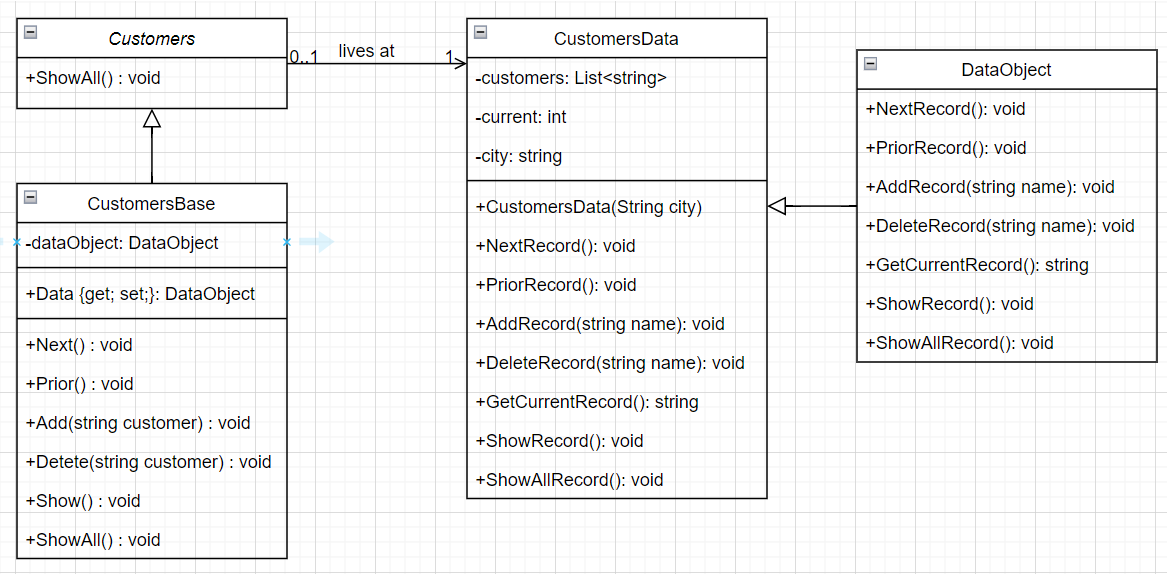 Customers
+ShowAll() : void
0..1
lives at
1
CustomersData
-customers: List<string>
-current: int
-city: string
+CustomersData(String city)
+NextRecord(): void
+PriorRecord(): void
+AddRecord(string name): void
+DeleteRecord(string name): void
+GetCurrentRecord(): string
+ShowRecord(): void
+ShowAllRecord(): void
DataObject
+NextRecord(): void
+PriorRecord(): void
+AddRecord(string name): void
+DeleteRecord(string name): void
+GetCurrentRecord(): string
+ShowRecord(): void
+ShowAllRecord(): void
CustomersBase
-dataObject: DataObject
+Data {get; set;}: DataObject
+Next() : void
+Prior() : void
+Add(string customer) : void
+Detete(string customer) : void
+Show() : void
+ShowAll() : void